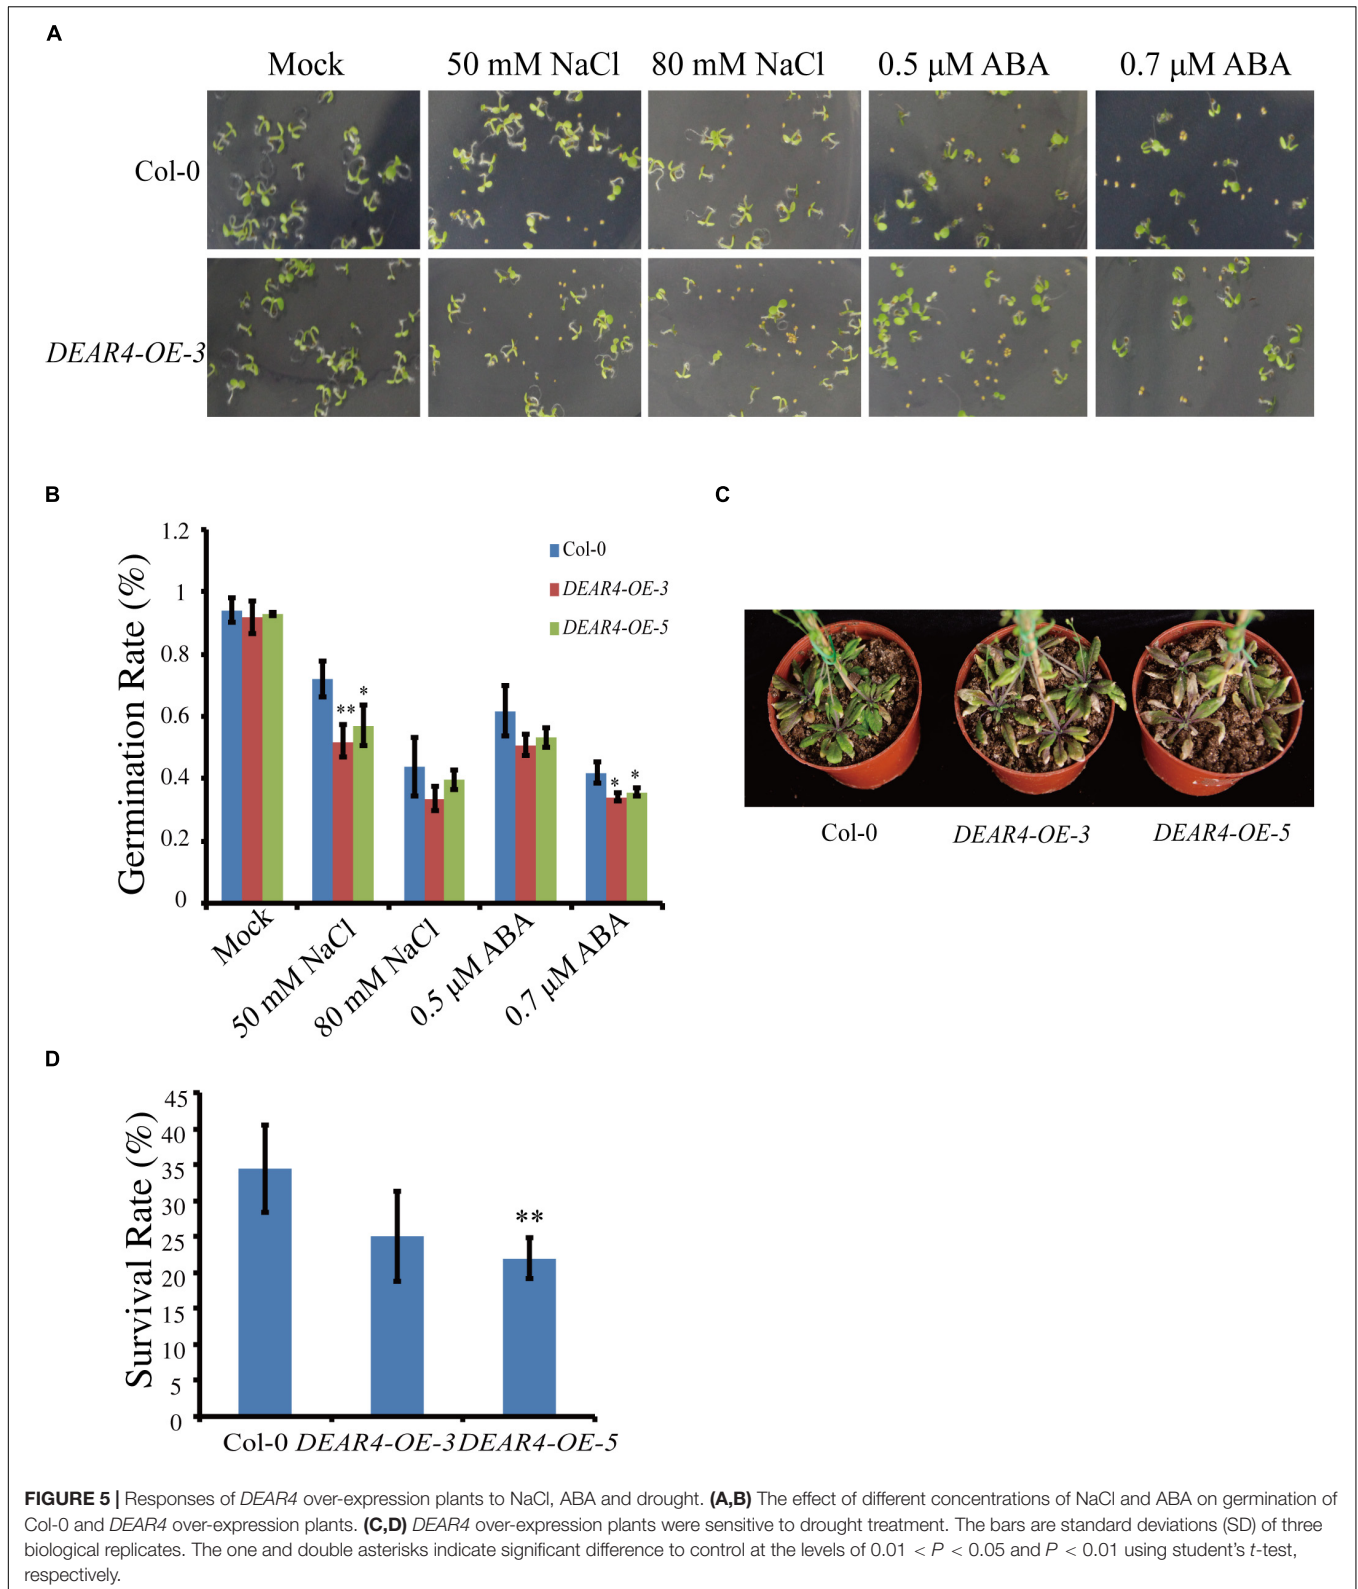 A
Mock 50 mM NaCl 80 mM NaCl 0.5 μM ABA 0.7 μM ABA
Col-0
DEAR4-OE-3
B
Germination Rate (%)
1.2
1
0.8
0.6
0.4
0.2
0
Col-0
DEAR4-OE-3
DEAR4-OE-5
** *
* *
Mock 50 mM NaCl 80 mM NaCl 0.5 μM ABA 0.7 μM ABA
C
Col-0 DEAR4-OE-3 DEAR4-OE-5
D
Survival Rate (%)
45
40
35
30
25
20
15
10
5
0
**
Col-0 DEAR4-OE-3 DEAR4-OE-5
FIGURE 5 | Responses of DEAR4 over-expression plants to NaCl, ABA and drought. (A,B) The effect of different concentrations of NaCl and ABA on germination of
Col-0 and DEAR4 over-expression plants. (C,D) DEAR4 over-expression plants were sensitive to drought treatment. The bars are standard deviations (SD) of three
biological replicates. The one and double asterisks indicate significant difference to control at the levels of 0.01 < P < 0.05 and P < 0.01 using student's t-test,
respectively.